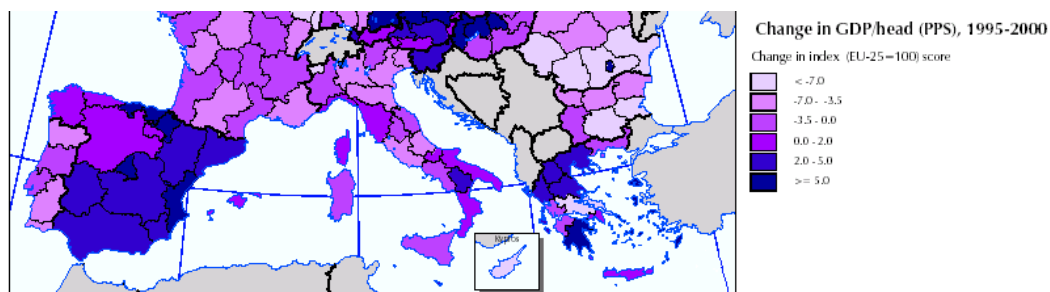 Change in GDP/head (PPS), 1995-2000
Change in index (EU-25=100) score
< -7.0
-7.0 - -3.5
-3.5 - 0.0
0.0 - 2.0
2.0 - 5.0
>= 5.0